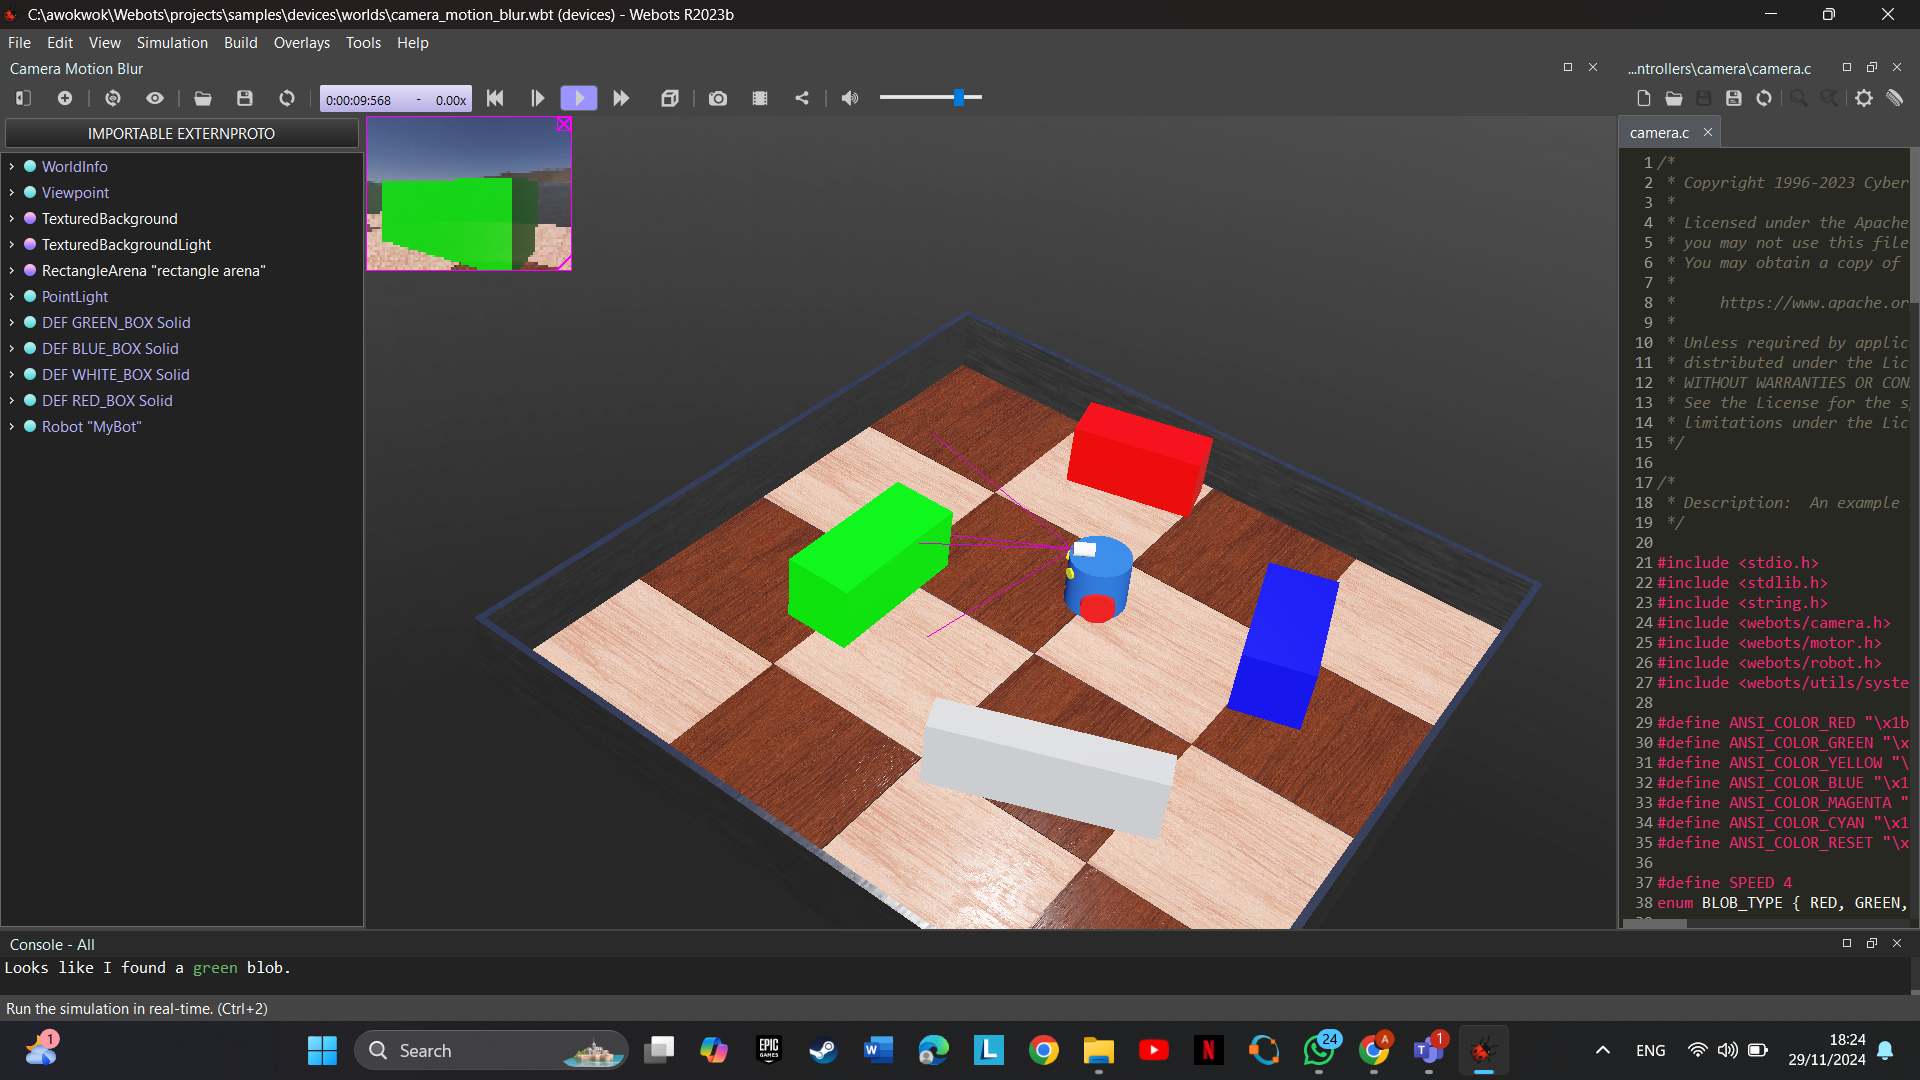 C:\awokwok\Webots\projects\samples\devices\worlds\camera_motion_blur.wbt (devices) - Webots R2023b
File Edit View Simulation Build Overlays Tools Help
Camera Motion Blur
...ntrollers\camera\camera.c
0:00:09:568 - 0.00x
IMPORTABLE EXTERNPROTO
WorldInfo
Viewpoint
TexturedBackground
TexturedBackgroundLight
RectangleArena "rectangle arena"
PointLight
DEF GREEN_BOX Solid
DEF BLUE_BOX Solid
DEF WHITE_BOX Solid
DEF RED_BOX Solid
Robot "MyBot"
camera.c
1 /*
2 * Copyright 1996-2023 Cyber
3 *
4 * Licensed under the Apache
5 * you may not use this file
6 * You may obtain a copy of
7 *
8 * https://www.apache.or
9 *
10 * Unless required by applic
11 * distributed under the Lic
12 * WITHOUT WARRANTIES OR CON
13 * See the License for the s
14 * limitations under the Lic
15 */
16
17 /*
18 * Description: An example
19 */
20
21 #include <stdio.h>
22 #include <stdlib.h>
23 #include <string.h>
24 #include <webots/camera.h>
25 #include <webots/motor.h>
26 #include <webots/robot.h>
27 #include <webots/utils/syste
28
29 #define ANSI_COLOR_RED "\x1b
30 #define ANSI_COLOR_GREEN "\x
31 #define ANSI_COLOR_YELLOW "\
32 #define ANSI_COLOR_BLUE "\x1
33 #define ANSI_COLOR_MAGENTA "
34 #define ANSI_COLOR_CYAN "\x1
35 #define ANSI_COLOR_RESET "\x
36
37 #define SPEED 4
38 enum BLOB_TYPE { RED, GREEN,
Console - All
Looks like I found a green blob.
Run the simulation in real-time. (Ctrl+2)
1
Search
EPIC GAMES
W
L
N
24
A
1
ENG
18:24
29/11/2024